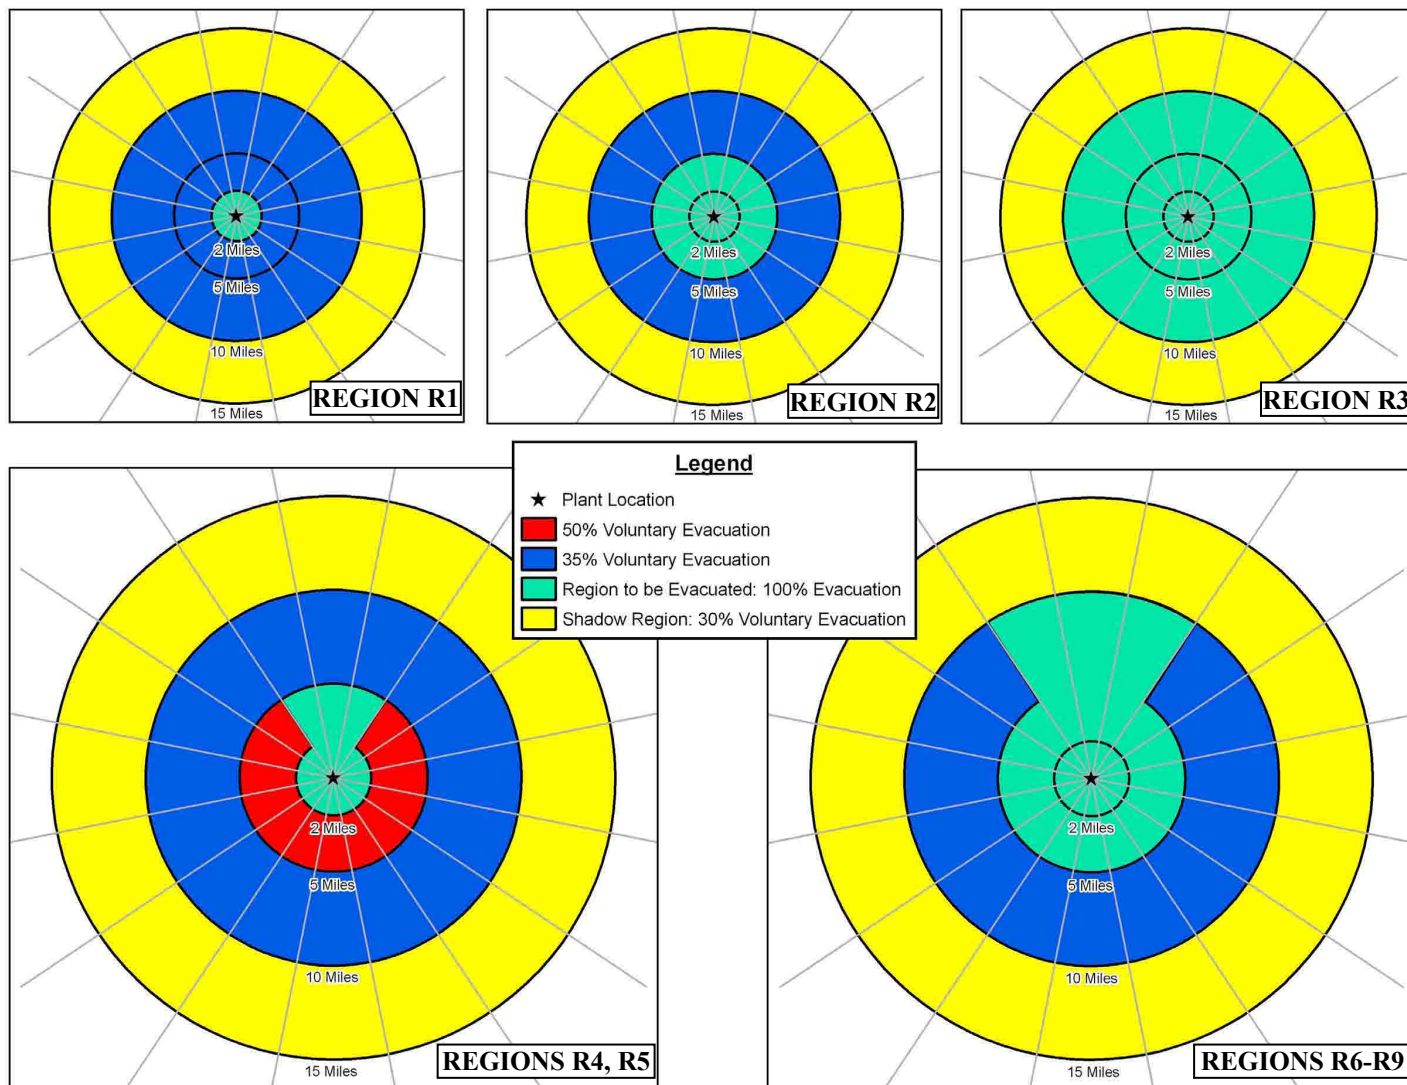 2 Miles
5 Miles
10 Miles
15 Miles
REGION R1
2 Miles
5 Miles
10 Miles
15 Miles
REGION R2
2 Miles
5 Miles
10 Miles
15 Miles
REGION R3
Legend
Plant Location
50% Voluntary Evacuation
35% Voluntary Evacuation
Region to be Evacuated: 100% Evacuation
Shadow Region: 30% Voluntary Evacuation
2 Miles
5 Miles
10 Miles
15 Miles
REGIONS R4, R5
2 Miles
5 Miles
10 Miles
15 Miles
REGIONS R6-R9